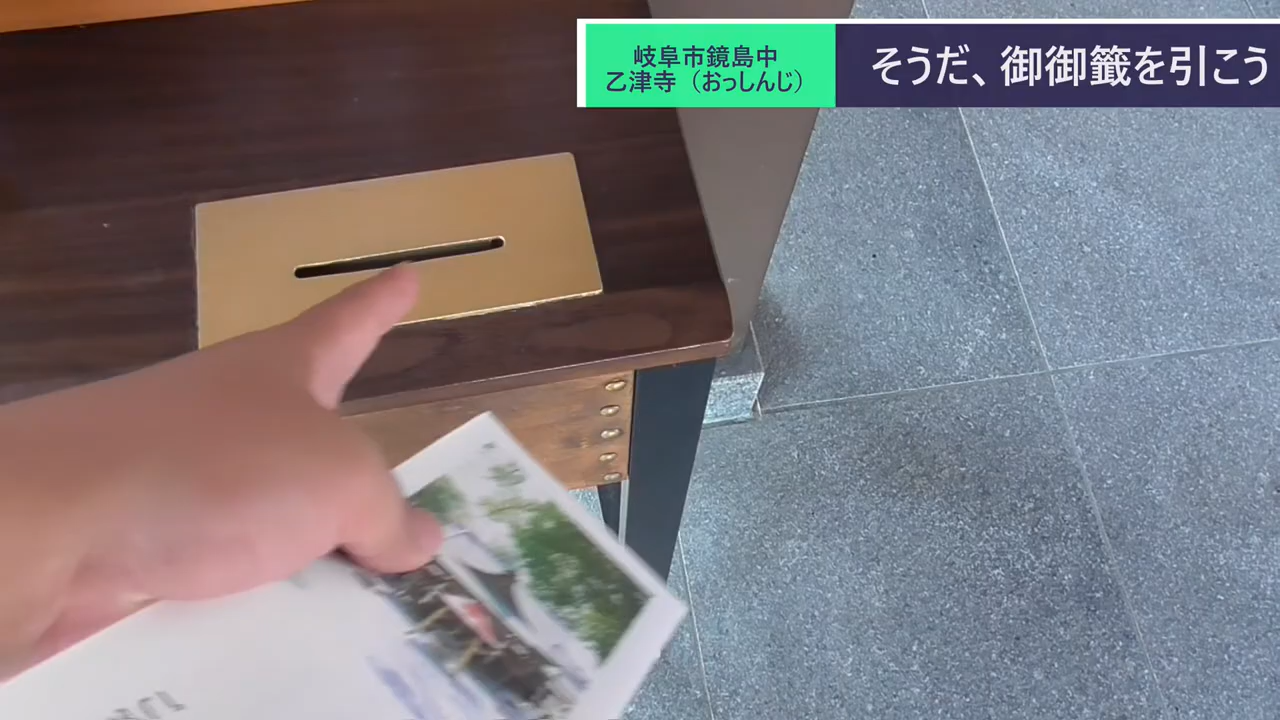 岐阜市鏡島中
乙津寺（おっしんじ）
そうだ、御御籤を引こう